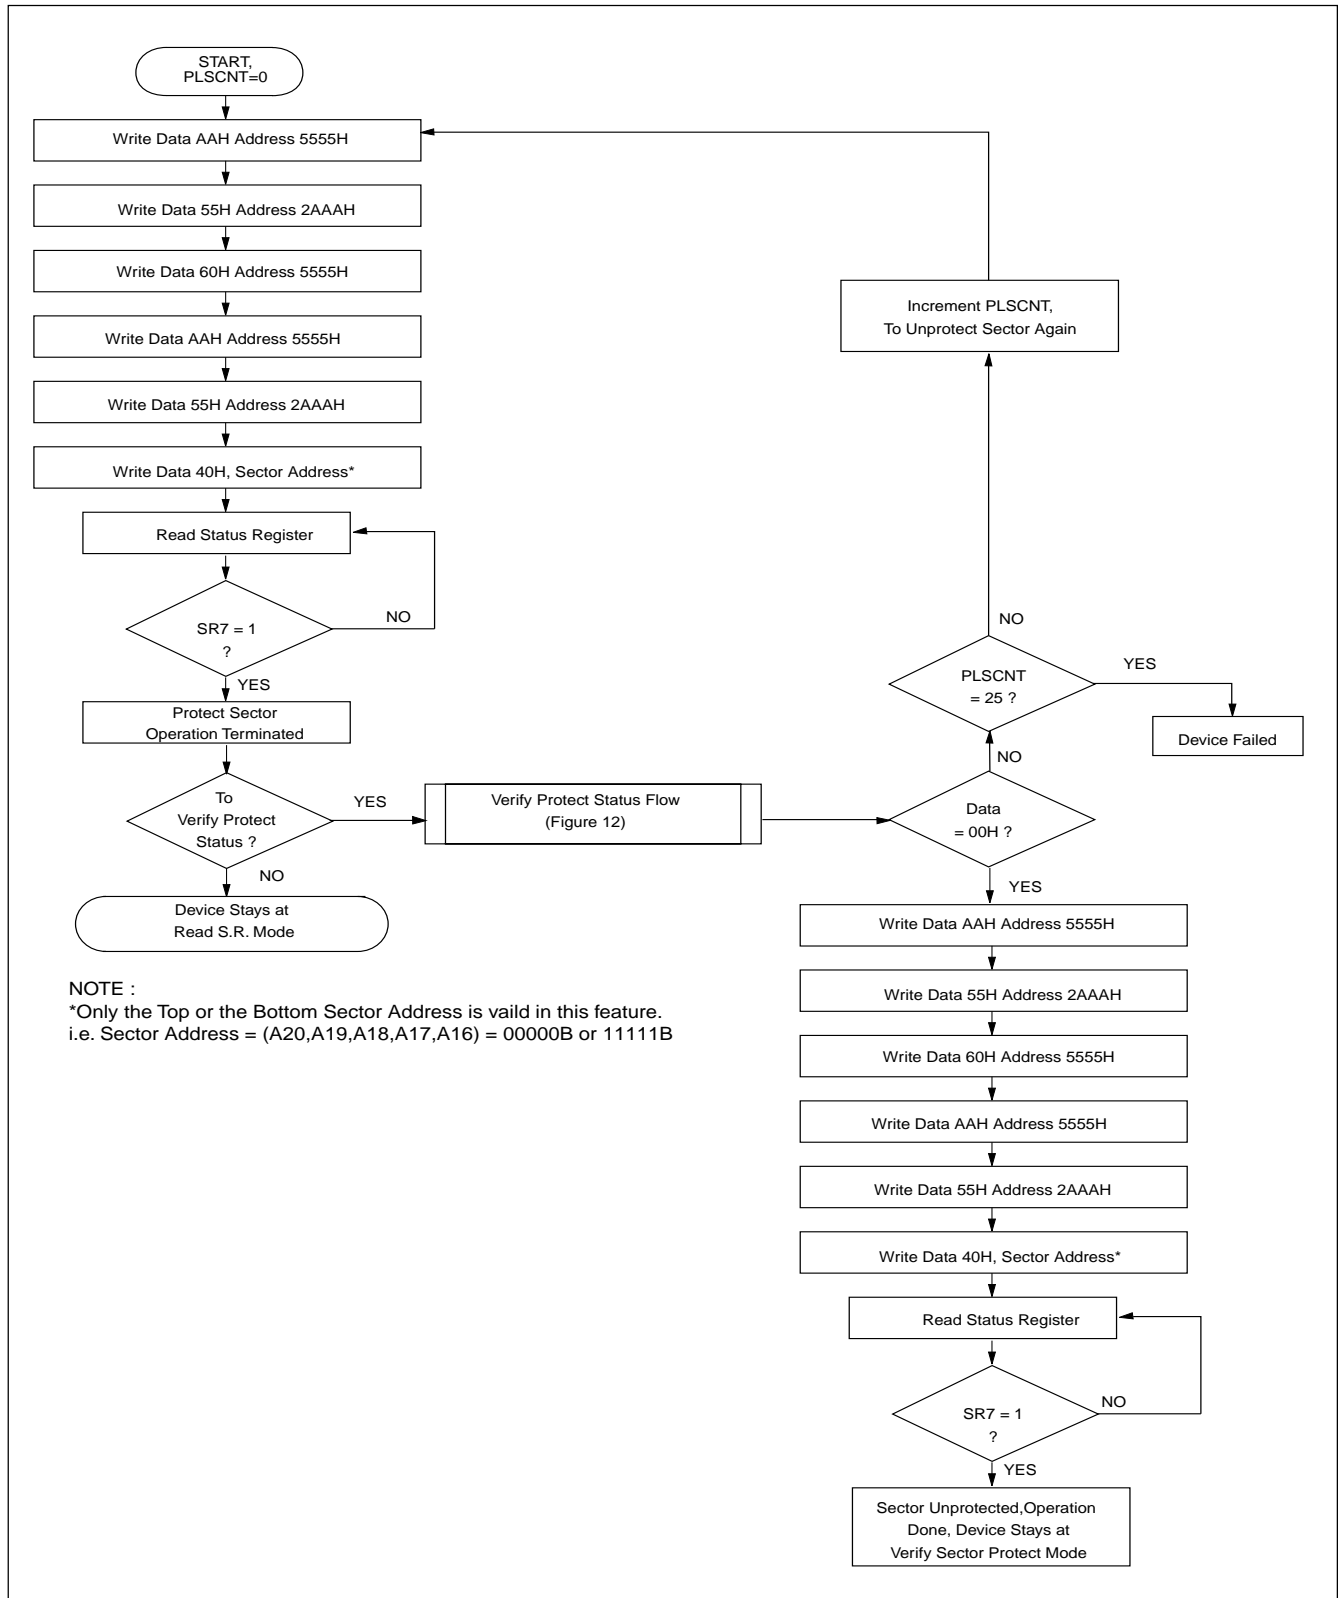 START,
PLSCNT=0
Write Data AAH Address 5555H
Write Data 55H Address 2AAAH
Write Data 60H Address 5555H
Write Data AAH Address 5555H
Write Data 55H Address 2AAAH
Write Data 40H, Sector Address*
Read Status Register
SR7 = 1
?
NO
YES
Protect Sector
Operation Terminated
To
Verify Protect
Status ?
YES
NO
Device Stays at
Read S.R. Mode
Verify Protect Status Flow
(Figure 12)
Increment PLSCNT,
To Unprotect Sector Again
NO
PLSCNT
= 25 ?
YES
Device Failed
NO
Data
= 00H ?
YES
Write Data AAH Address 5555H
Write Data 55H Address 2AAAH
Write Data 60H Address 5555H
Write Data AAH Address 5555H
Write Data 55H Address 2AAAH
Write Data 40H, Sector Address*
Read Status Register
SR7 = 1
?
NO
YES
Sector Unprotected,Operation
Done, Device Stays at
Verify Sector Protect Mode
NOTE :
*Only the Top or the Bottom Sector Address is vaild in this feature.
i.e. Sector Address = (A20,A19,A18,A17,A16) = 00000B or 11111B